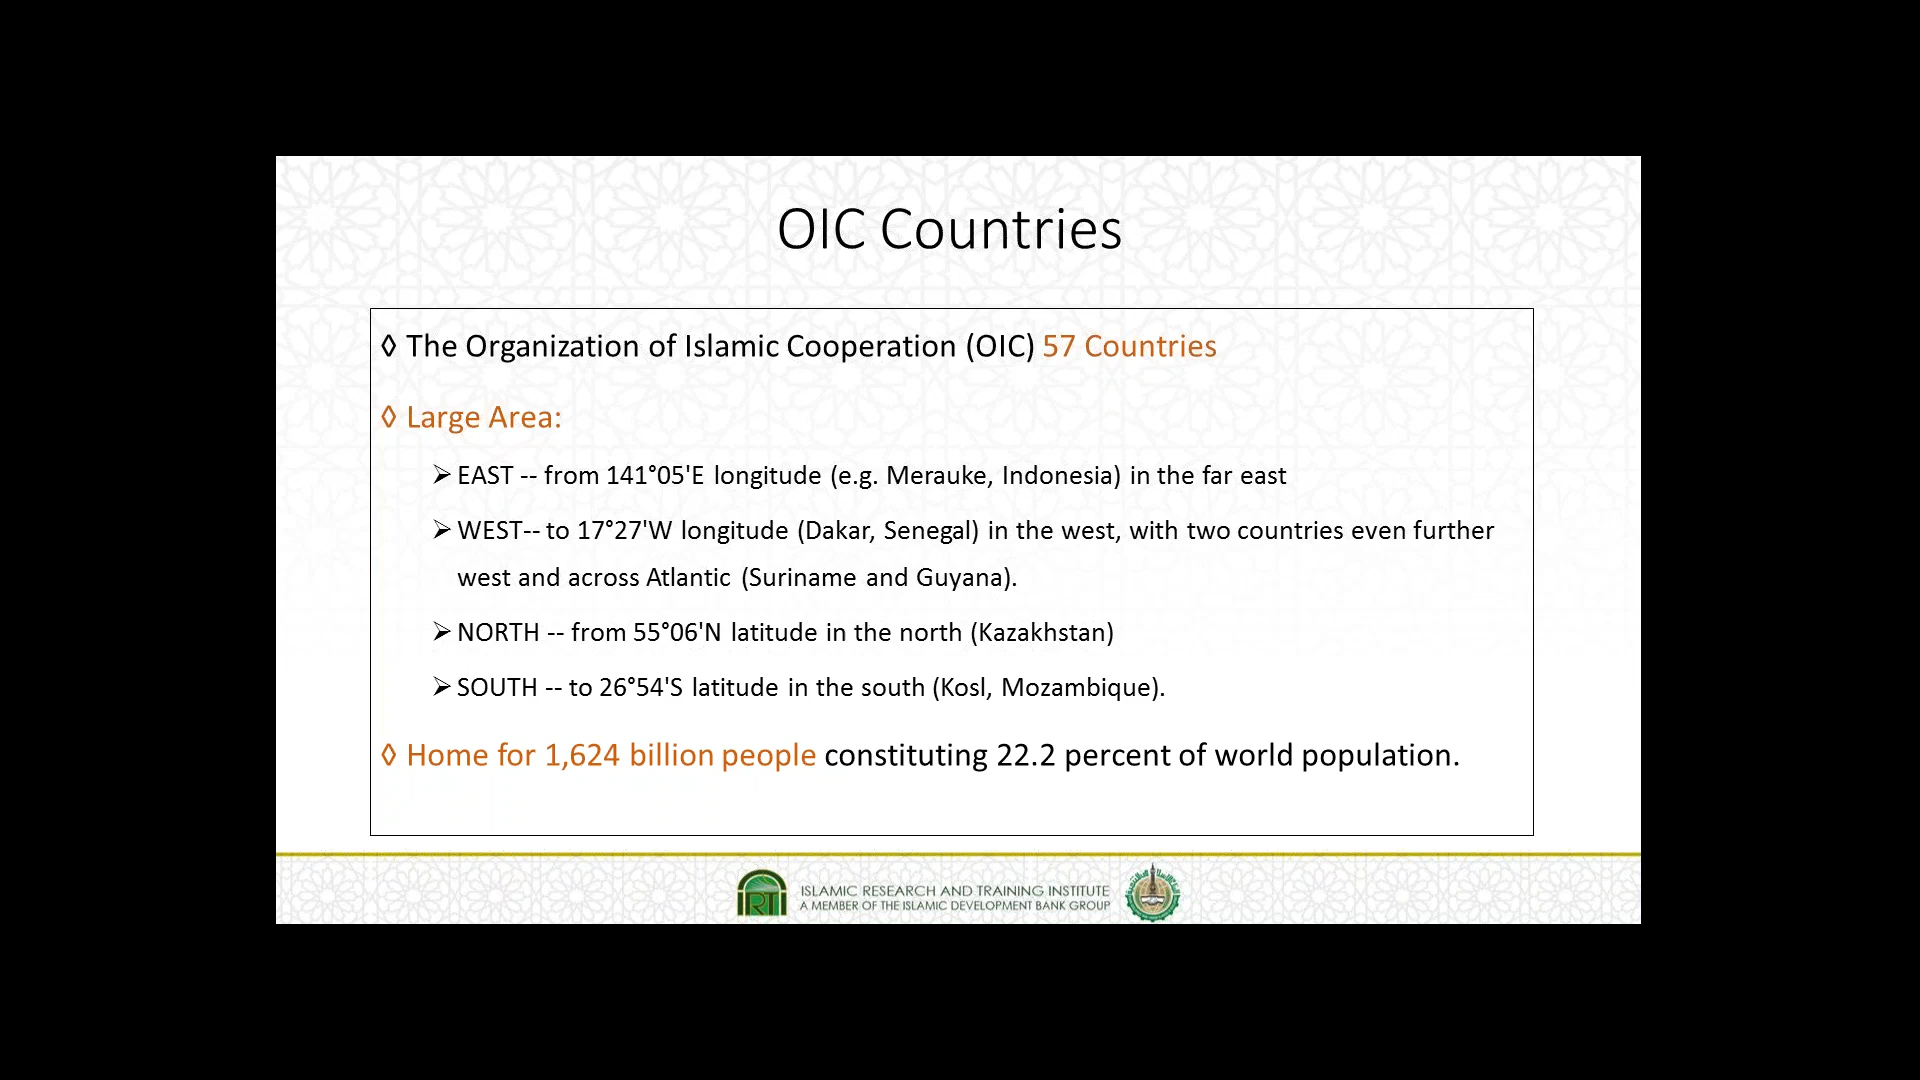 OIC Countries
◊ The Organization of Islamic Cooperation (OIC) 57 Countries
◊ Large Area:
➢ EAST -- from 141°05'E longitude (e.g. Merauke, Indonesia) in the far east
➢ WEST-- to 17°27'W longitude (Dakar, Senegal) in the west, with two countries even further
west and across Atlantic (Suriname and Guyana).
➢ NORTH -- from 55°06'N latitude in the north (Kazakhstan)
➢ SOUTH -- to 26°54'S latitude in the south (Kosl, Mozambique).
◊ Home for 1,624 billion people constituting 22.2 percent of world population.
IRTI
ISLAMIC RESEARCH AND TRAINING INSTITUTE
A MEMBER OF THE ISLAMIC DEVELOPMENT BANK GROUP